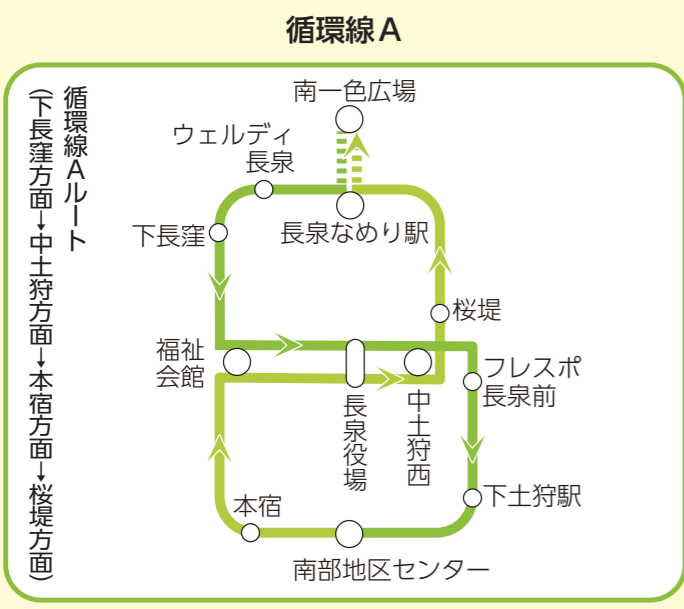 循環線A
循環線Aルート
(下長窪方面→中土狩方面→本宿方面→桜堤方面)
南一色広場
ウェルディ
長泉
長泉なめり駅
下長窪
桜堤
福祉
会館
長泉役場
中土狩西
フレスポ
長泉前
下土狩駅
本宿
南部地区センター